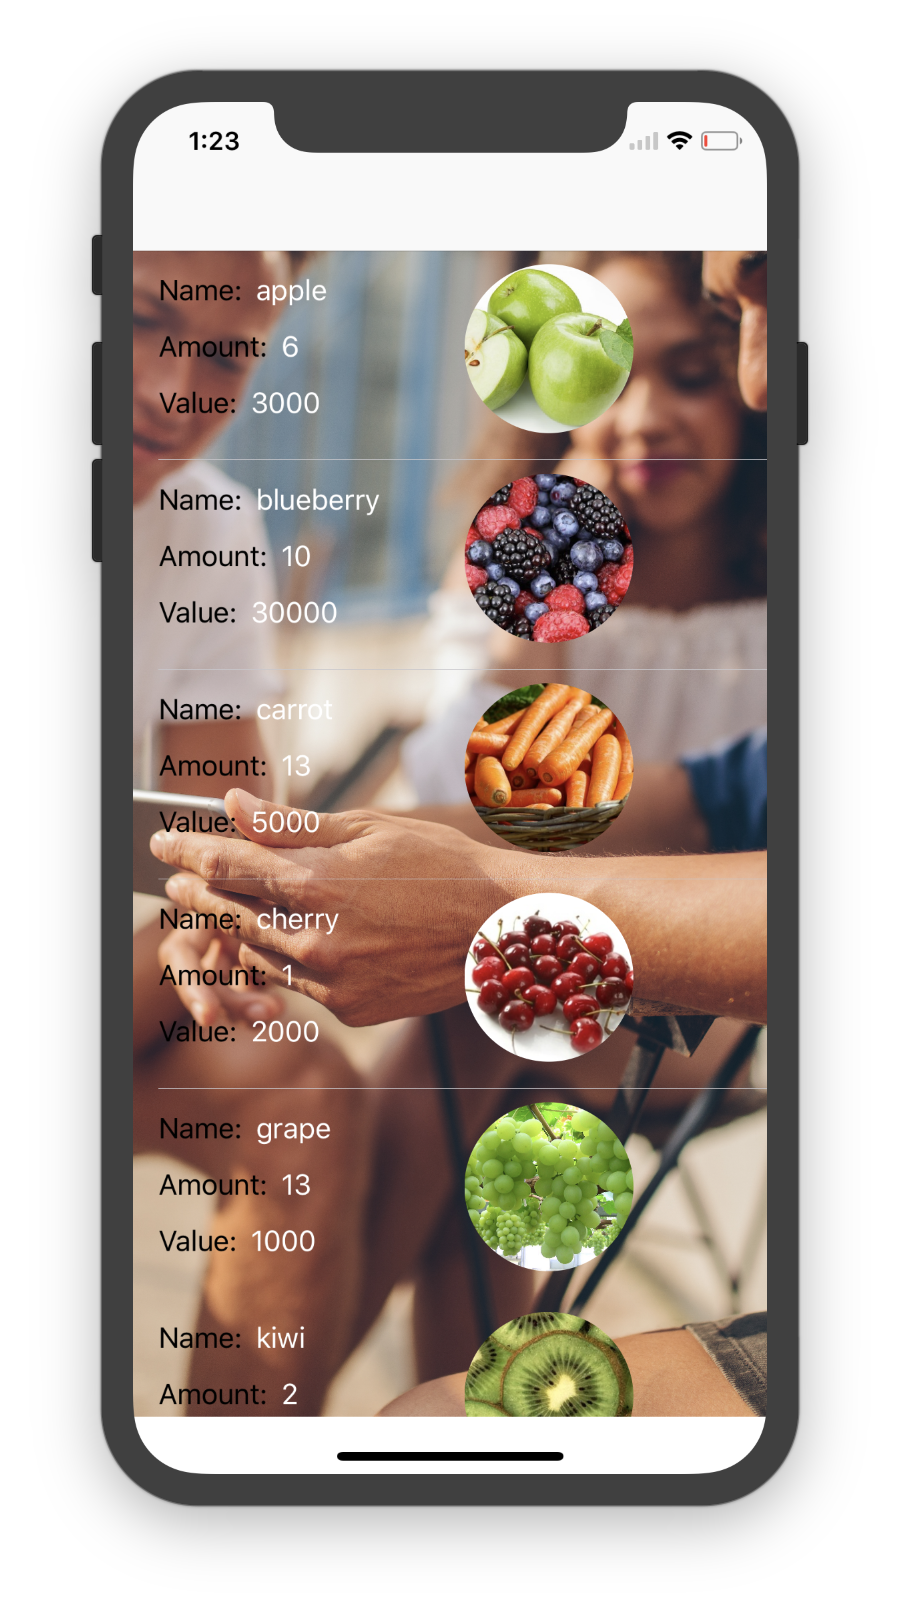 1:23
Name: apple
Amount: 6
Value: 3000
Name: blueberry
Amount: 10
Value: 30000
Name: carrot
Amount: 13
Value: 5000
Name: cherry
Amount: 1
Value: 2000
Name: grape
Amount: 13
Value: 1000
Name: kiwi
Amount: 2